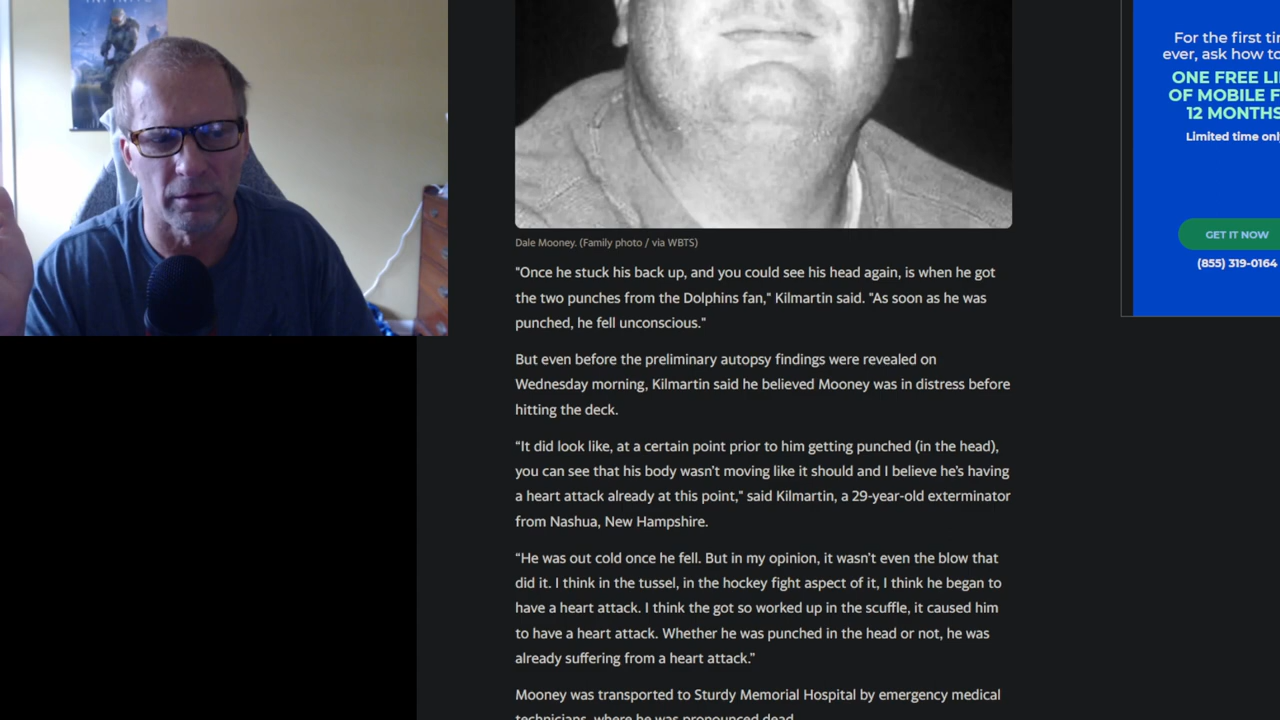 For the first
ever, ask how to
ONE FREE
OF MOBILE
12 MONTHS
Limited time
GET IT NOW
(855) 319-0164
Dale Mooney. (Family photo / via WBTS)
"Once he stuck his back up, and you could see his head again, is when he got
the two punches from the Dolphins fan," Kilmartin said. "As soon as he was
punched, he fell unconscious."
But even before the preliminary autopsy findings were revealed on
Wednesday morning, Kilmartin said he believed Mooney was in distress before
hitting the deck.
“It did look like, at a certain point prior to him getting punched (in the head),
you can see that his body wasn’t moving like it should and I believe he’s having
a heart attack already at this point,” said Kilmartin, a 29-year-old exterminator
from Nashua, New Hampshire.
“He was out cold once he fell. But in my opinion, it wasn’t even the blow that
did it. I think in the tussel, in the hockey fight aspect of it, I think he began to
have a heart attack. I think the got so worked up in the scuffle, it caused him
to have a heart attack. Whether he was punched in the head or not, he was
already suffering from a heart attack.”
Mooney was transported to Sturdy Memorial Hospital by emergency medical
technicians, where he was pronounced dead.